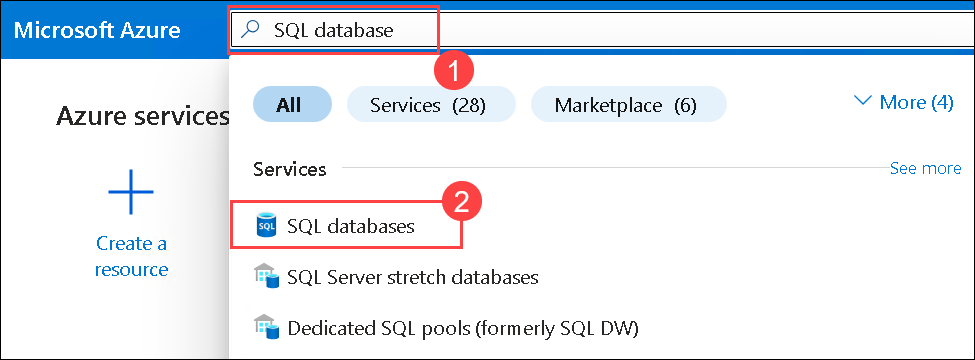 Microsoft Azure
SQL database
1
All
Services (28)
Marketplace (6)
More (4)
Azure services
Services
See more
2
SQL
SQL databases
Create a
resource
SQL Server stretch databases
Dedicated SQL pools (formerly SQL DW)